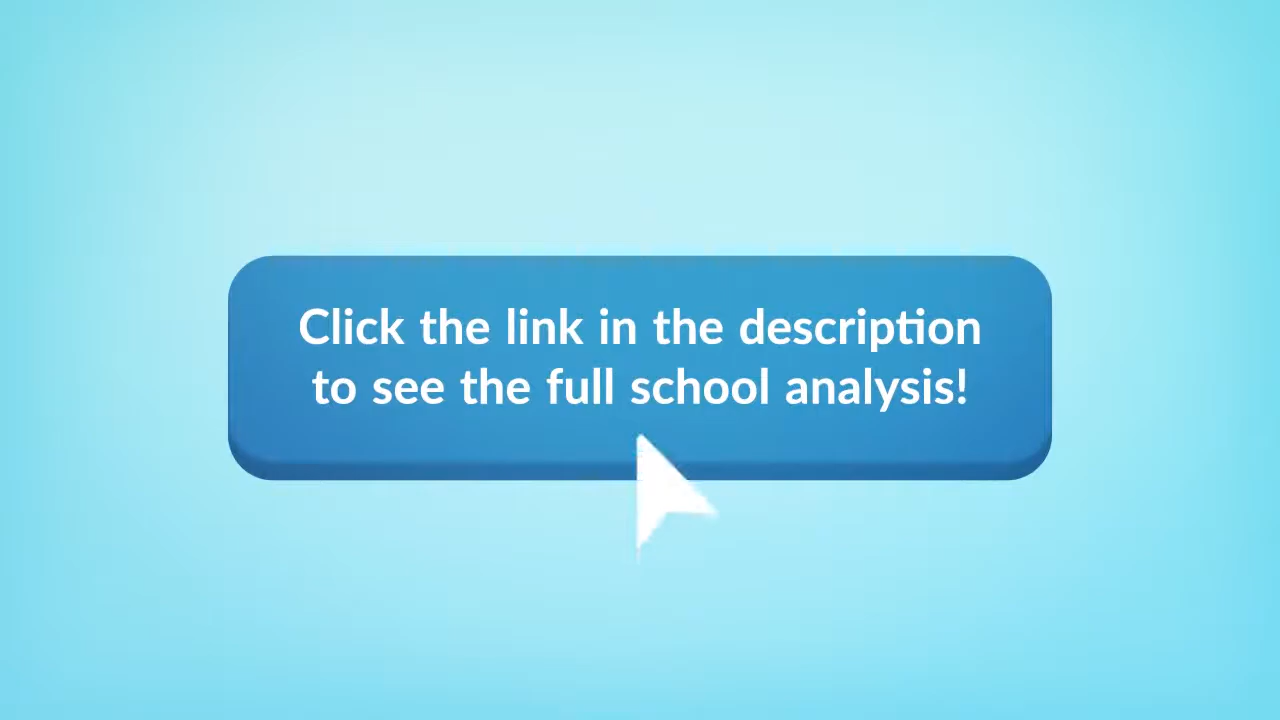 Click the link in the description
to see the full school analysis!